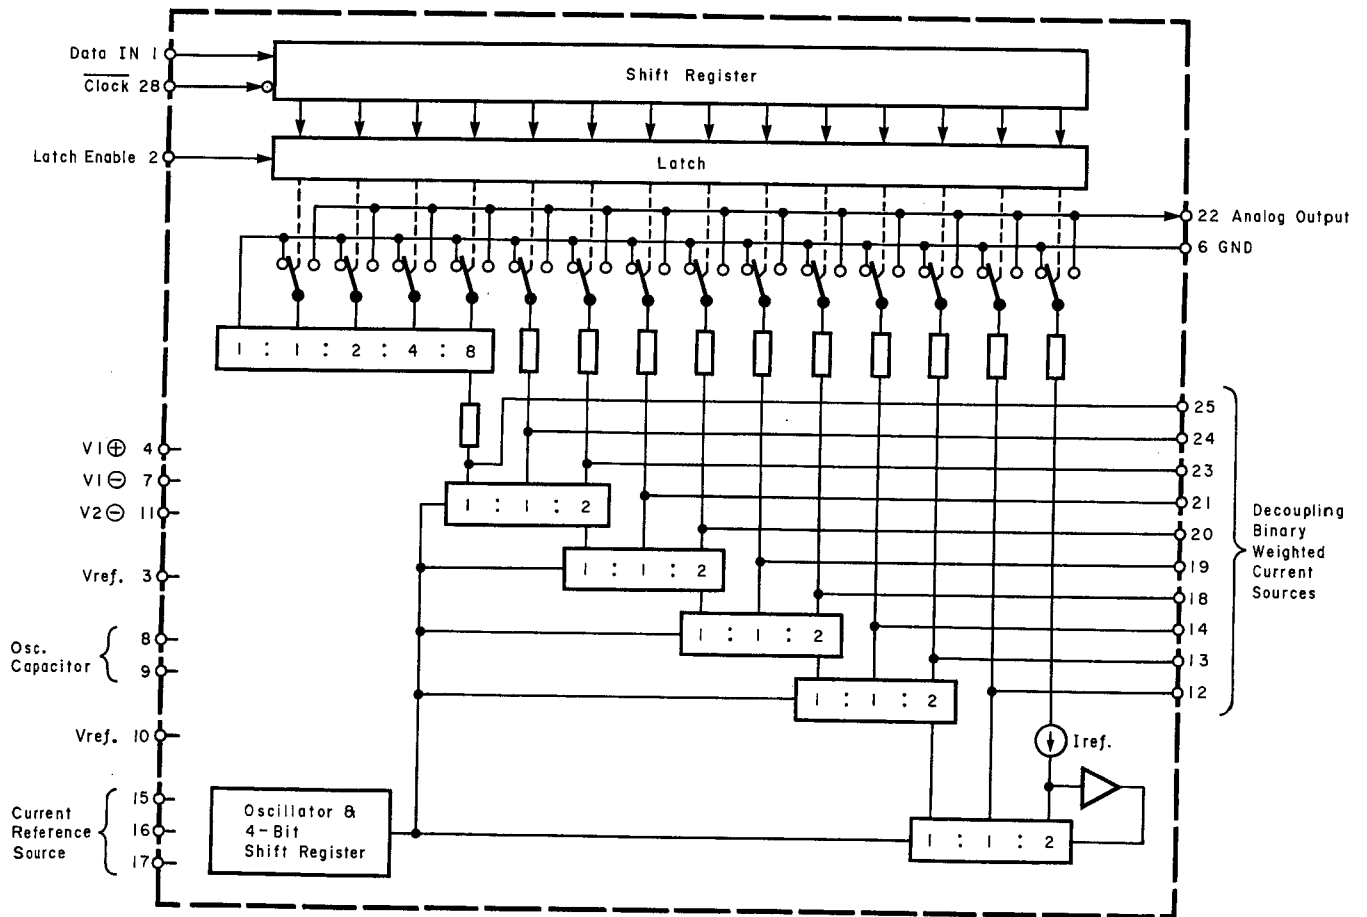 Data IN 1
Clock 28
Shift Register
Latch Enable 2
Latch
22 Analog Output
6 GND
1 : 1 : 2 : 4 : 8
25
24
23
21
20
19
18
14
13
12
Decoupling
Binary
Weighted
Current
Sources
V1⊕ 4
V1⊖ 7
V2⊖ 11
Vref. 3
Osc.
Capacitor
8
9
Vref. 10
Current
Reference
Source
15
16
17
1 : 1 : 2
1 : 1 : 2
1 : 1 : 2
1 : 1 : 2
Iref.
Oscillator &
4-Bit
Shift Register
1 : 1 : 2